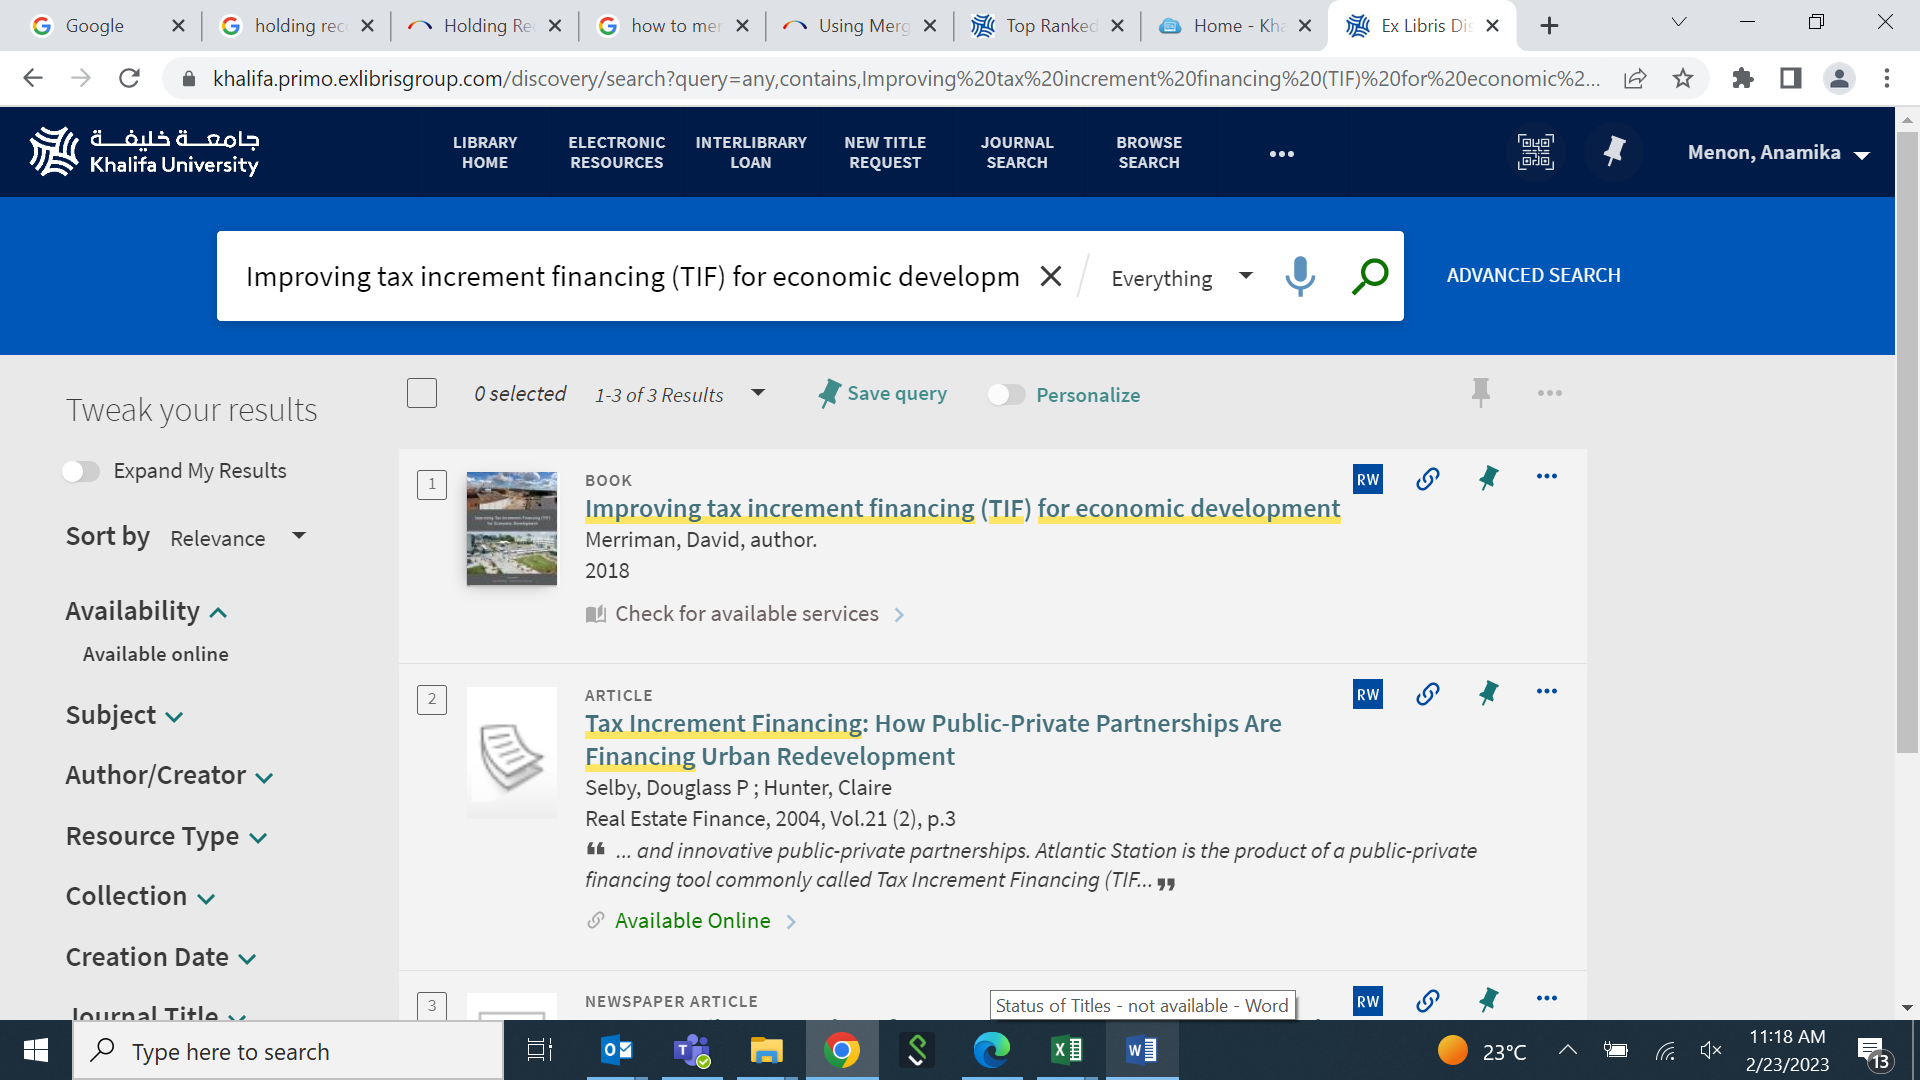 Google
holding rec
Holding Re
how to mer
Using Merg
Top Ranked
Home - Kha
Ex Libris Dis
khalifa.primo.exlibrisgroup.com/discovery/search?query=any,contains,Improving%20tax%20increment%20financing%20(TIF)%20for%20economic%2...
جامعة خليفة
Khalifa University
LIBRARY
HOME
ELECTRONIC
RESOURCES
INTERLIBRARY
LOAN
NEW TITLE
REQUEST
JOURNAL
SEARCH
BROWSE
SEARCH
Menon, Anamika
Improving tax increment financing (TIF) for economic developm
Everything
ADVANCED SEARCH
Tweak your results
Expand My Results
Sort by Relevance
Availability
Available online
Subject
Author/Creator
Resource Type
Collection
Creation Date
Journal Title
0 selected
1-3 of 3 Results
Save query
Personalize
1
BOOK
RW
Improving tax increment financing (TIF) for economic development
Merriman, David, author.
2018
Check for available services
2
ARTICLE
RW
Tax Increment Financing: How Public-Private Partnerships Are
Financing Urban Redevelopment
Selby, Douglass P ; Hunter, Claire
Real Estate Finance, 2004, Vol.21 (2), p.3
“ ... and innovative public-private partnerships. Atlantic Station is the product of a public-private
financing tool commonly called Tax Increment Financing (TIF... ”
Available Online
3
NEWSPAPER ARTICLE
RW
Status of Titles - not available - Word
Type here to search
23°C
11:18 AM
2/23/2023
13